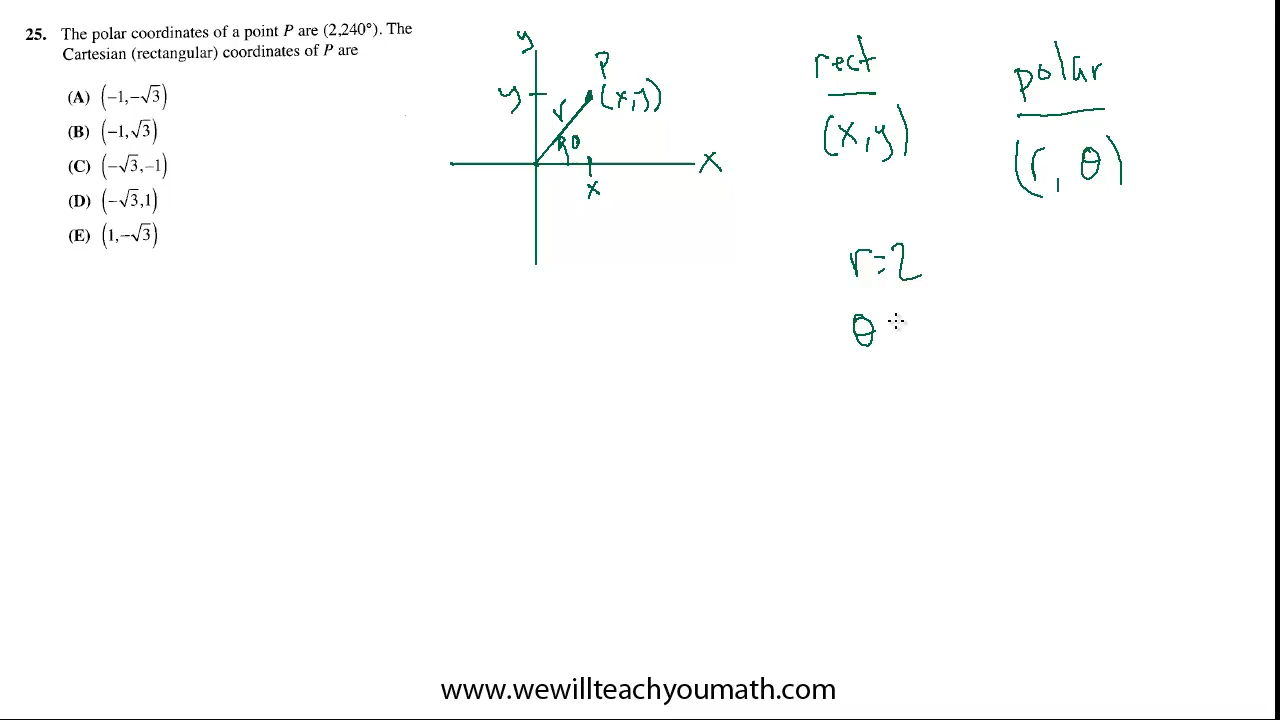 25. The polar coordinates of a point P are (2,240°). The
Cartesian (rectangular) coordinates of P are
(A) (−1,−√3)
(B) (−1,√3)
(C) (−√3,−1)
(D) (−√3,1)
(E) (1,−√3)
y
P
y
r
(x,y)
θ
x
x
rect
(x,y)
polar
(r, θ)
r=2
θ
www.wewillteachyoumath.com